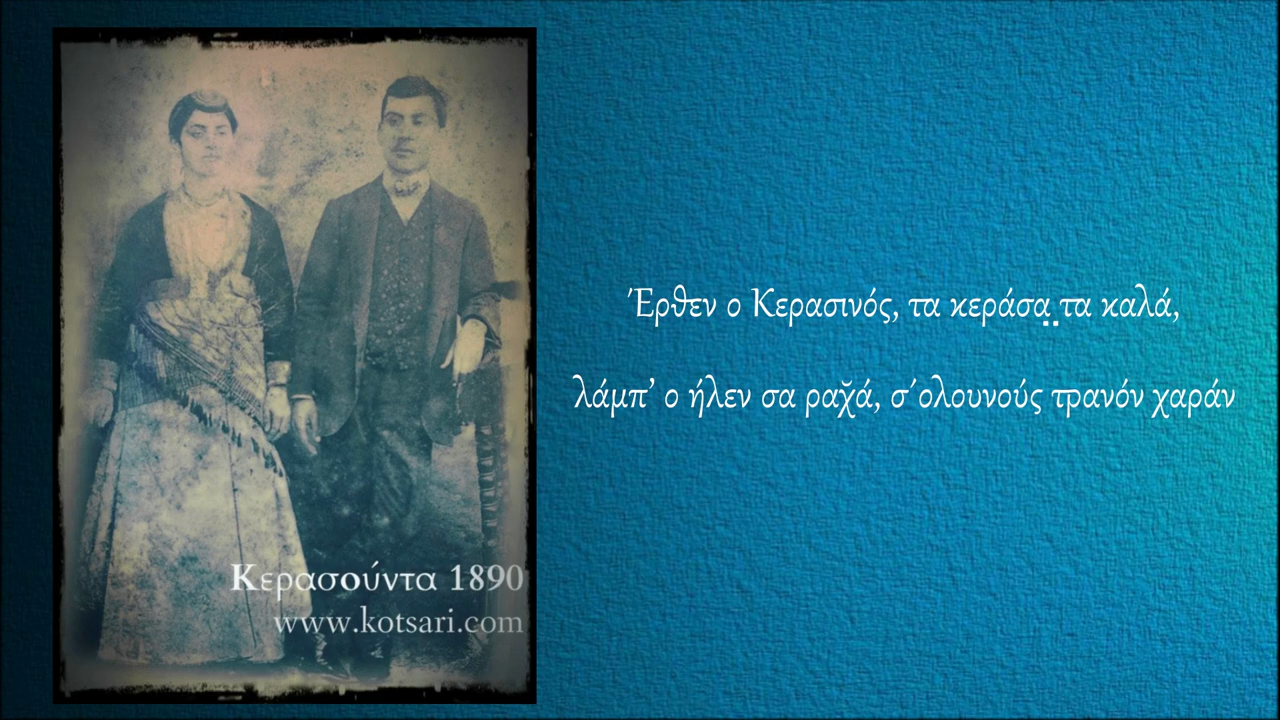 Έρθεν ο Κερασινός, τα κεράσα̤ τα καλά,
λάμπ’ ο ήλεν σα ραχ̌ά, σ΄ολουνούς τρανόν χαράν
Κερασούντα 1890
www.kotsari.com